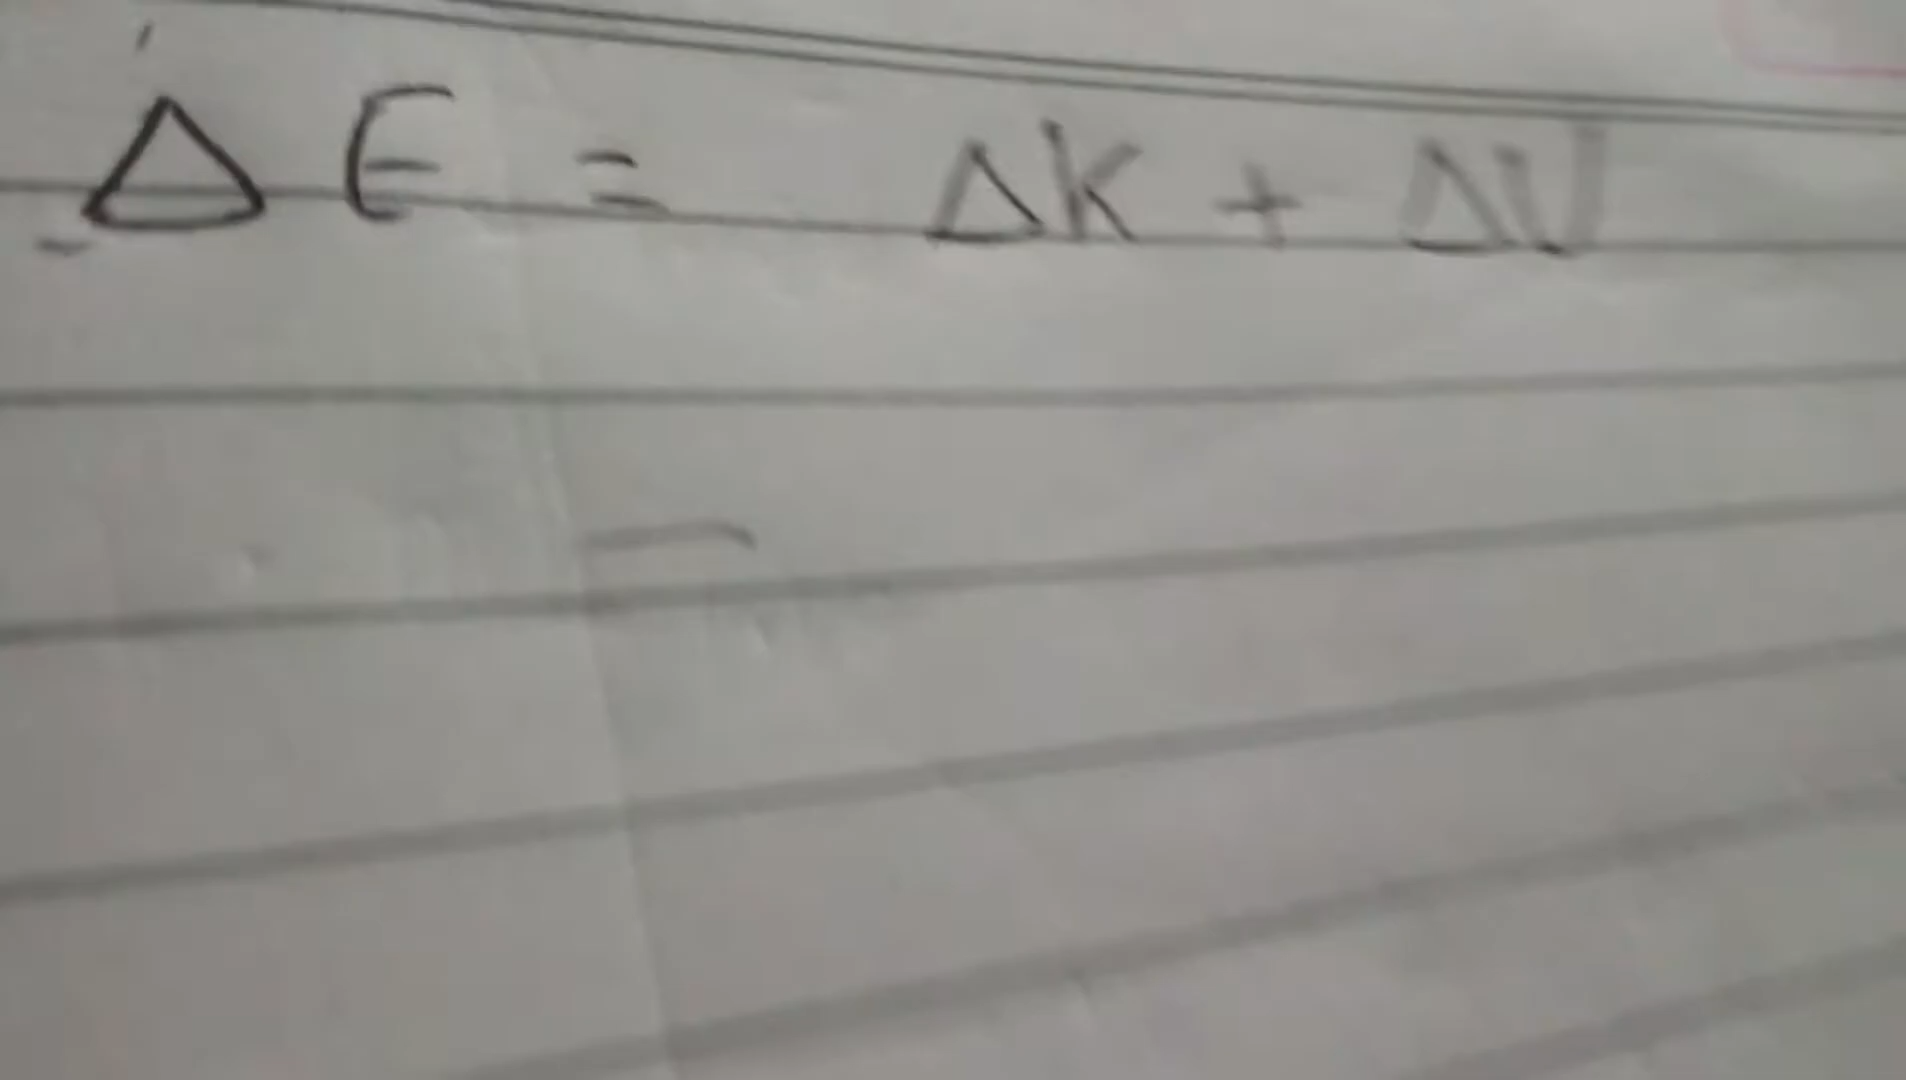 ΔE = ΔK + ΔU